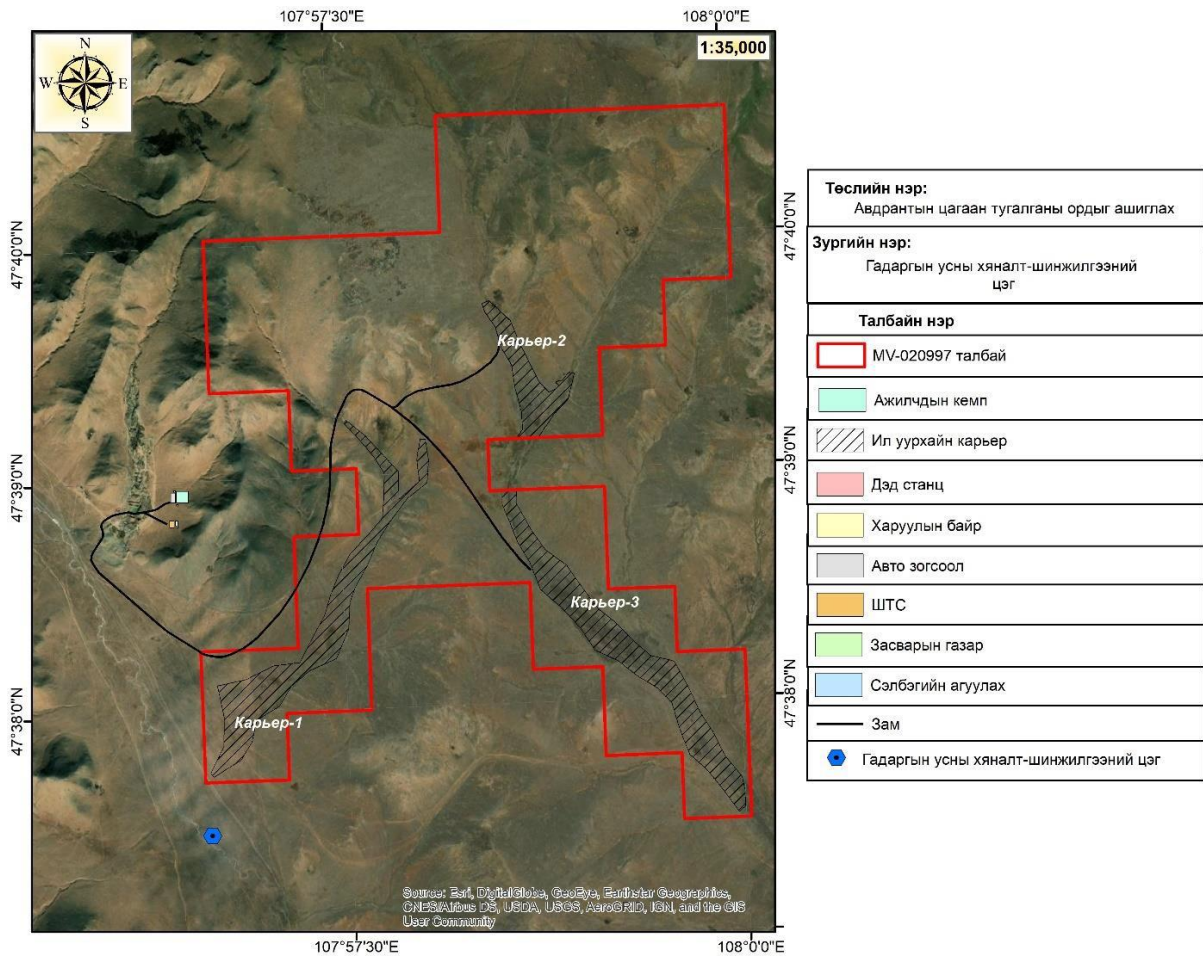 107°57'30"E
108°0'0"E
N
W
E
S
1:35,000
47°40'0"N
47°40'0"N
47°39'0"N
47°39'0"N
47°38'0"N
47°38'0"N
Карьер-2
Карьер-3
Карьер-1
Source: Esri, DigitalGlobe, GeoEye, Earthstar Geographics,
CNES/Airbus DS, USDA, USGS, AeroGRID, IGN, and the GIS
User Community
107°57'30"E
108°0'0"E
Төслийн нэр:
Авдрантын цагаан тугалганы ордыг ашиглах
Зургийн нэр:
Гадаргын усны хяналт-шинжилгээний
цэг
Талбайн нэр
MV-020997 талбай
Ажилчдын кемп
Ил уурхайн карьер
Дэд станц
Харуулын байр
Авто зогсоол
ШТС
Засварын газар
Сэлбэгийн агуулах
Зам
Гадаргын усны хяналт-шинжилгээний цэг